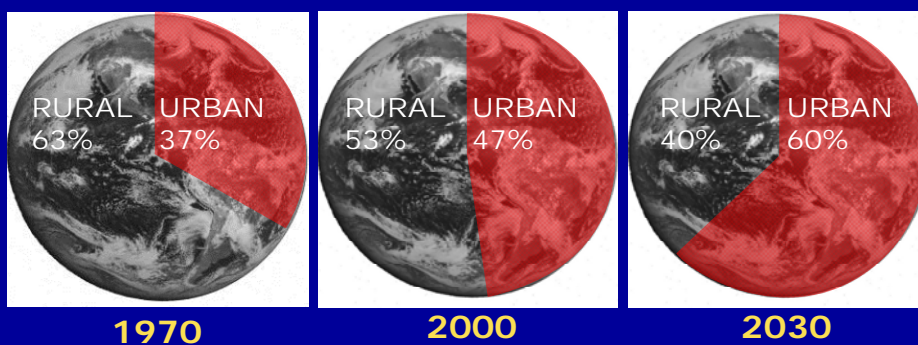 RURAL URBAN
63% 37%
RURAL URBAN
53% 47%
RURAL URBAN
40% 60%
1970
2000
2030